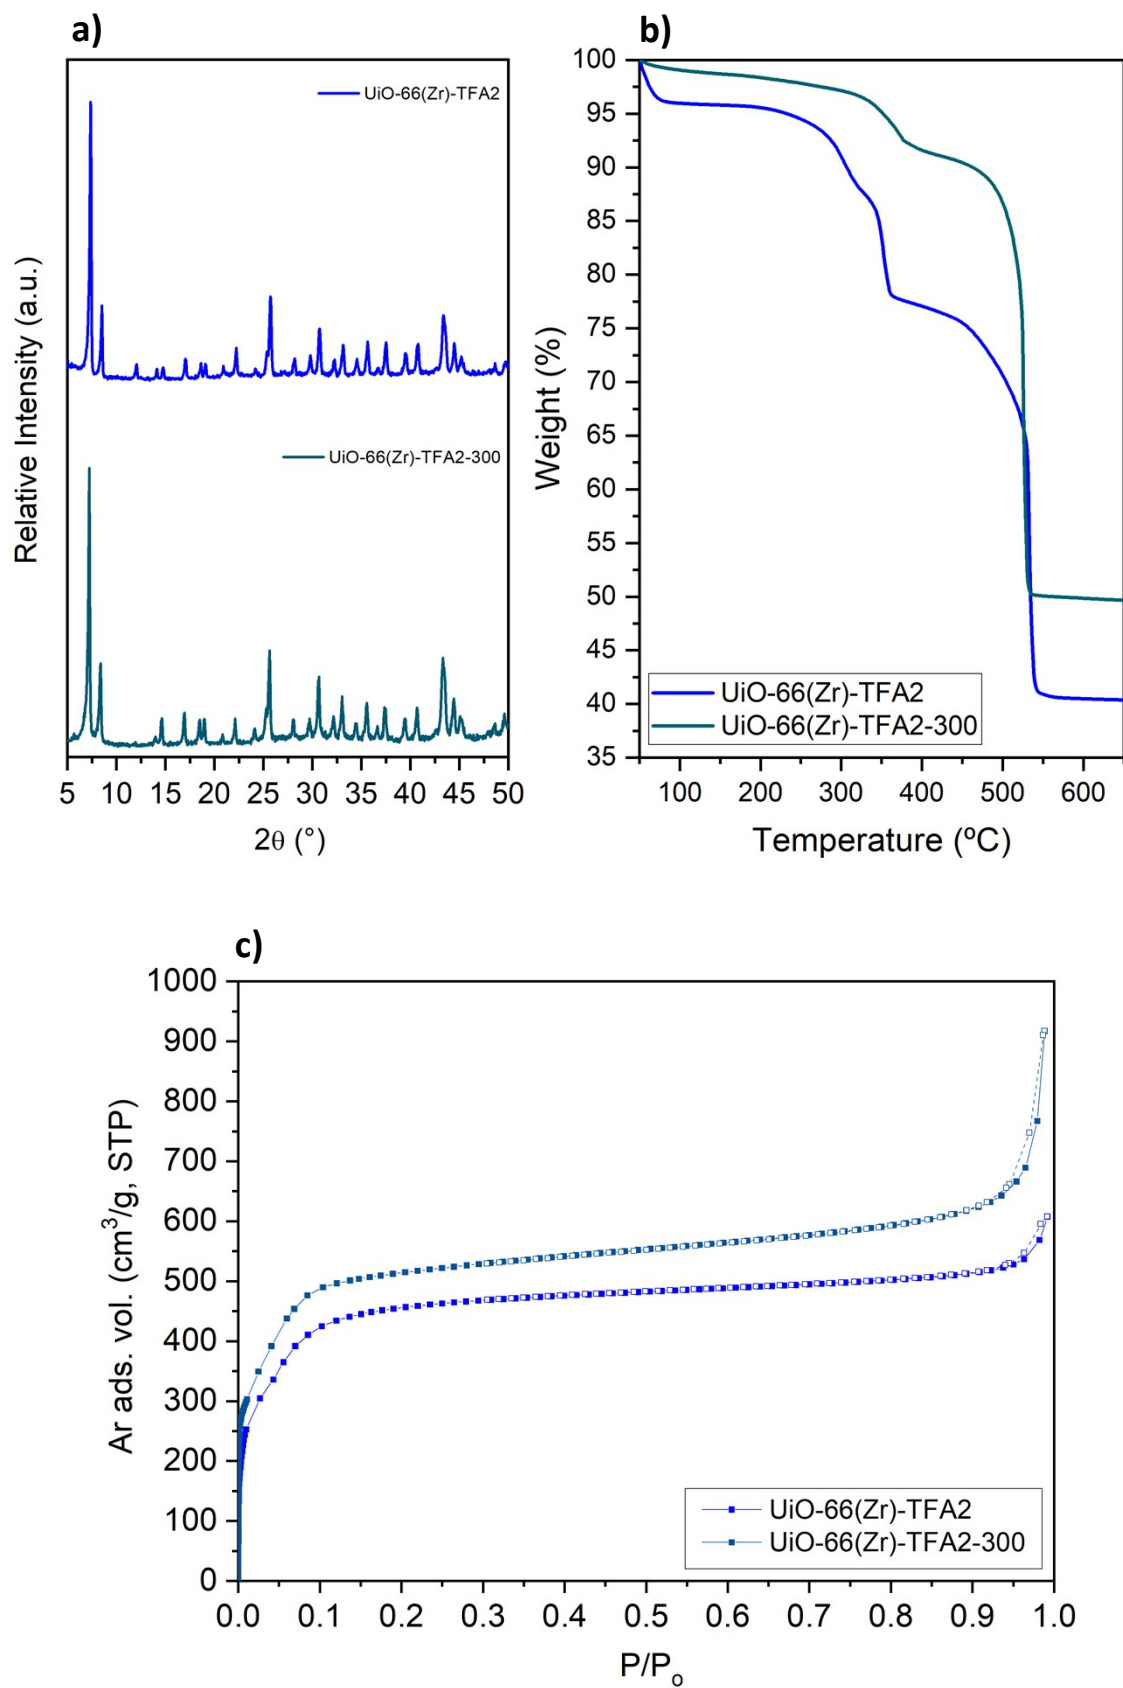 a)
UiO-66(Zr)-TFA2
UiO-66(Zr)-TFA2-300
Relative Intensity (a.u.)
5 10 15 20 25 30 35 40 45 50
2θ (°)
b)
100
95
90
85
80
75
70
65
60
55
50
45
40
35
Weight (%)
UiO-66(Zr)-TFA2
UiO-66(Zr)-TFA2-300
100 200 300 400 500 600
Temperature (ºC)
c)
1000
900
800
700
600
500
400
300
200
100
0
Ar ads. vol. (cm³/g, STP)
UiO-66(Zr)-TFA2
UiO-66(Zr)-TFA2-300
0.0 0.1 0.2 0.3 0.4 0.5 0.6 0.7 0.8 0.9 1.0
P/Pₒ